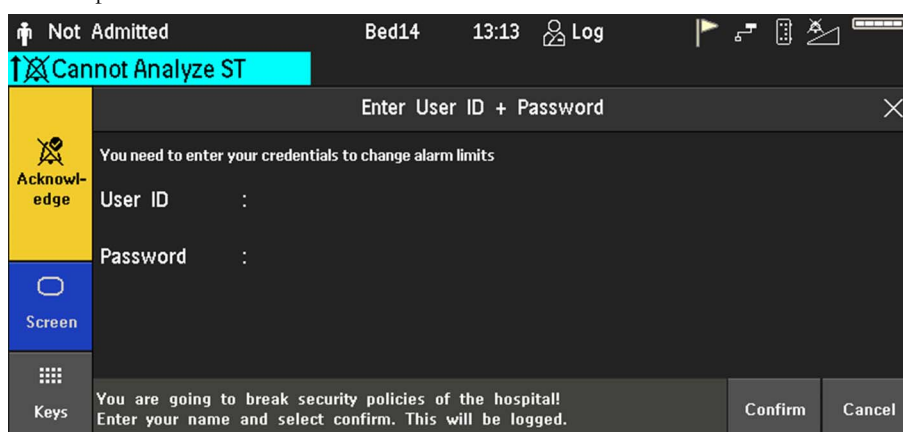 Not Admitted Bed14 13:13 Log
Cannot Analyze ST
Enter User ID + Password
You need to enter your credentials to change alarm limits
Acknowl-
edge
User ID :
Password :
Screen
Keys
You are going to break security policies of the hospital!
Enter your name and select confirm. This will be logged.
Confirm Cancel